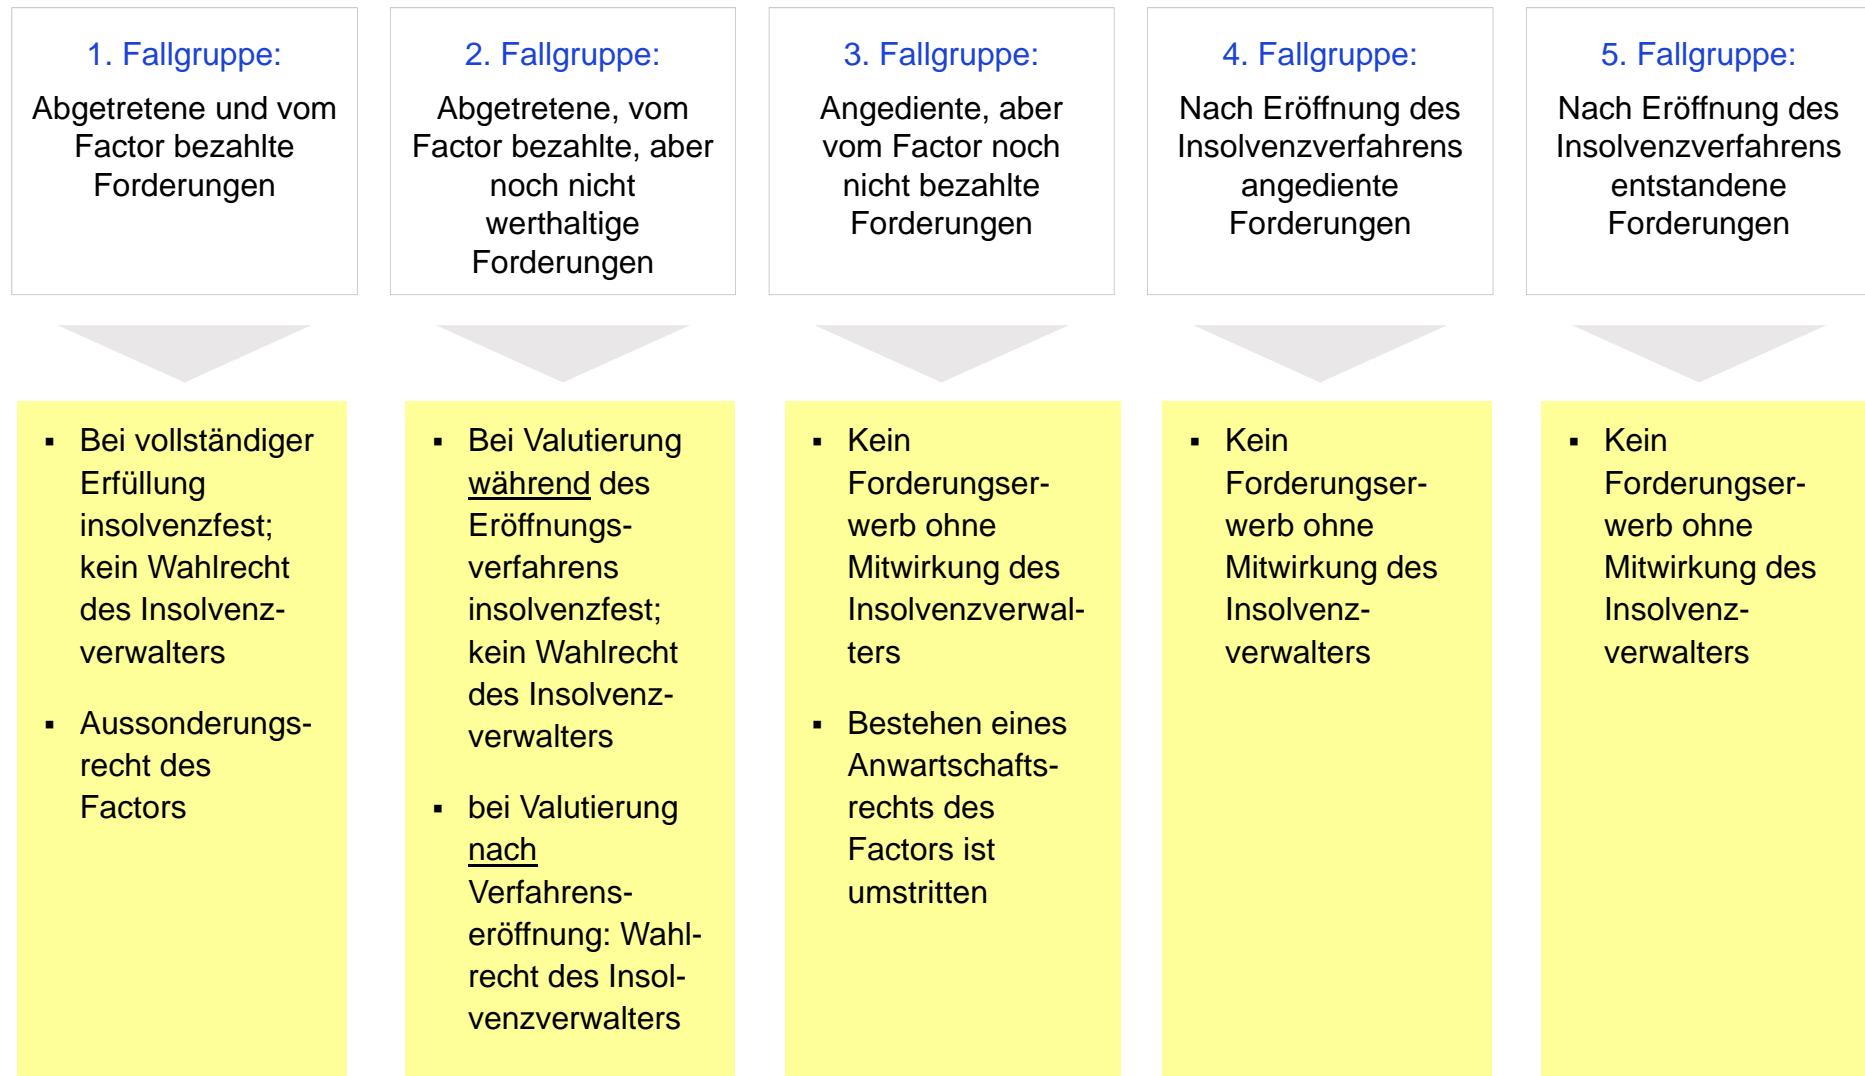 1. Fallgruppe:
Abgetretene und vom
Factor bezahlte
Forderungen
2. Fallgruppe:
Abgetretene, vom
Factor bezahlte, aber
noch nicht
werthaltige
Forderungen
3. Fallgruppe:
Angediente, aber
vom Factor noch
nicht bezahlte
Forderungen
4. Fallgruppe:
Nach Eröffnung des
Insolvenzverfahrens
angediente
Forderungen
5. Fallgruppe:
Nach Eröffnung des
Insolvenzverfahrens
entstandene
Forderungen
▪ Bei vollständiger
Erfüllung
insolvenzfest;
kein Wahlrecht
des Insolvenz-
verwalters
▪ Aussonderungs-
recht des
Factors
▪ Bei Valutierung
während des
Eröffnungs-
verfahrens
insolvenzfest;
kein Wahlrecht
des Insolvenz-
verwalters
▪ bei Valutierung
nach
Verfahrens-
eröffnung: Wahl-
recht des Insol-
venzverwalters
▪ Kein
Forderungser-
werb ohne
Mitwirkung des
Insolvenzverwal-
ters
▪ Bestehen eines
Anwartschafts-
rechts des
Factors ist
umstritten
▪ Kein
Forderungser-
werb ohne
Mitwirkung des
Insolvenz-
verwalters
▪ Kein
Forderungser-
werb ohne
Mitwirkung des
Insolvenz-
verwalters